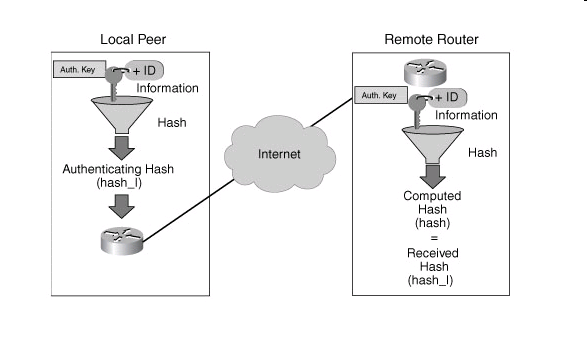 Local Peer
Auth. Key
+ ID
Information
Hash
Authenticating Hash
(hash_I)
Internet
Remote Router
Auth. Key
+ ID
Information
Hash
Computed
Hash
(hash)
=
Received
Hash
(hash_I)